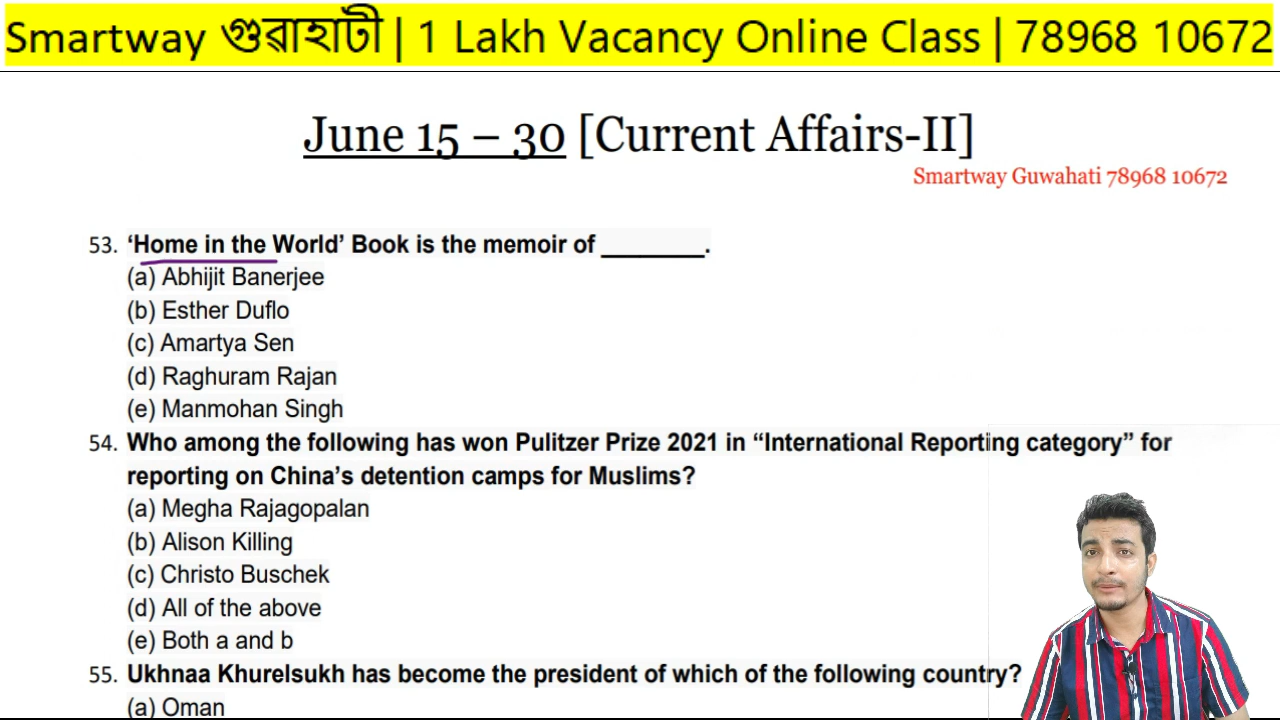 Smartway গুৱাহাটী | 1 Lakh Vacancy Online Class | 78968 10672
June 15 – 30 [Current Affairs-II]
Smartway Guwahati 78968 10672
53. ‘Home in the World’ Book is the memoir of ________.
(a) Abhijit Banerjee
(b) Esther Duflo
(c) Amartya Sen
(d) Raghuram Rajan
(e) Manmohan Singh
54. Who among the following has won Pulitzer Prize 2021 in “International Reporting category” for
reporting on China’s detention camps for Muslims?
(a) Megha Rajagopalan
(b) Alison Killing
(c) Christo Buschek
(d) All of the above
(e) Both a and b
55. Ukhnaa Khurelsukh has become the president of which of the following country?
(a) Oman